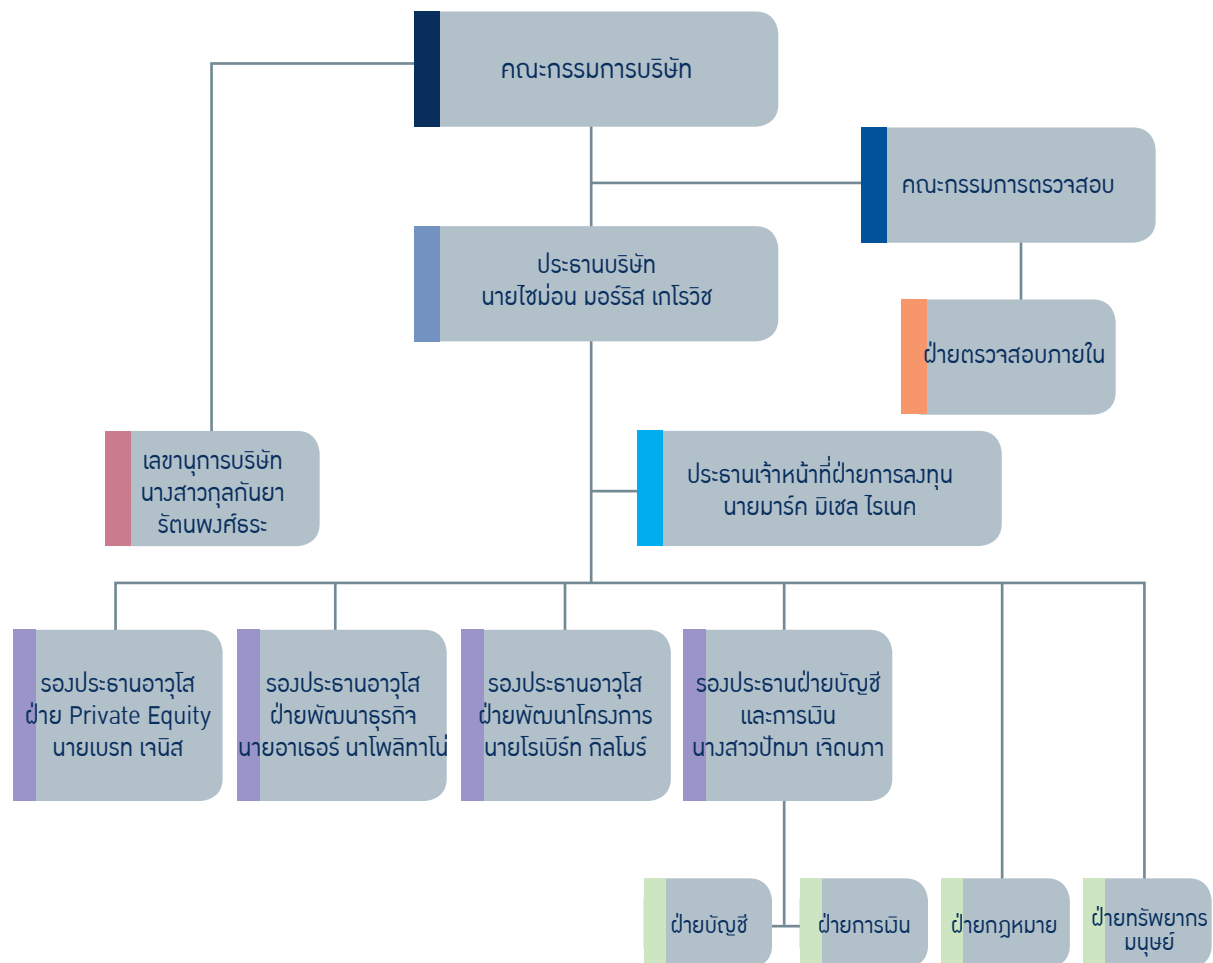 คณะกรรมการบริษัท
คณะกรรมการตรวจสอบ
ประธานบริษัท
นายไซม่อน มอร์ริส เกโรวิช
ฝ่ายตรวจสอบภายใน
เลขานุการบริษัท
นางสาวกุลกันยา
รัตนพงศ์ธระ
ประธานเจ้าหน้าที่ฝ่ายการลงทุน
นายมาร์ค มิเชล ไรเนค
รองประธานอาวุโส
ฝ่าย Private Equity
นายเบรท เจนิส
รองประธานอาวุโส
ฝ่ายพัฒนาธุรกิจ
นายอาเธอร์ นาโพลิทาโน่
รองประธานอาวุโส
ฝ่ายพัฒนาโครงการ
นายโรเบิร์ท กิลโมร์
รองประธานฝ่ายบัญชี
และการเงิน
นางสาวปัทมา เจิดนภา
ฝ่ายบัญชี
ฝ่ายการเงิน
ฝ่ายกฎหมาย
ฝ่ายทรัพยากร
มนุษย์